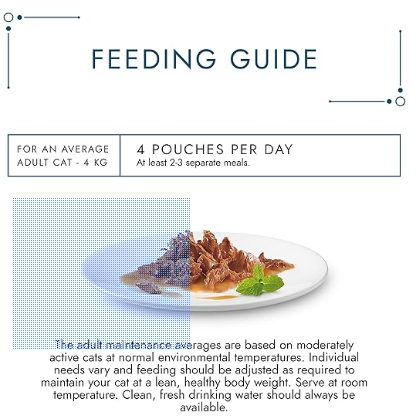 FEEDING GUIDE
FOR AN AVERAGE
ADULT CAT - 4 KG
4 POUCHES PER DAY
At least 2-3 separate meals.
The adult maintenance averages are based on moderately
active cats at normal environmental temperatures. Individual
needs vary and feeding should be adjusted as required to
maintain your cat at a lean, healthy body weight. Serve at room
temperature. Clean, fresh drinking water should always be
available.